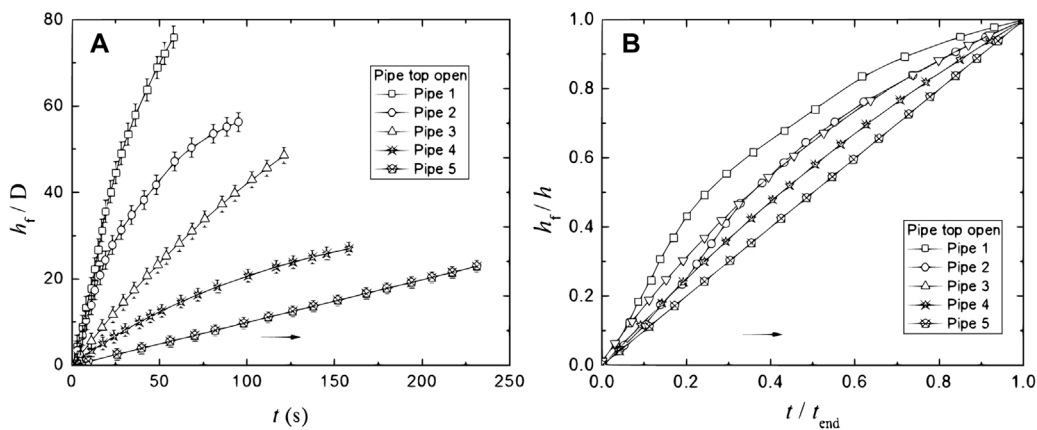 A
80
60
40
20
0
h_f / D
0 50 100 150 200 250
t (s)
Pipe top open
Pipe 1
Pipe 2
Pipe 3
Pipe 4
Pipe 5
B
1.0
0.8
0.6
0.4
0.2
0.0
h_f / h
0.0 0.2 0.4 0.6 0.8 1.0
t / t_end
Pipe top open
Pipe 1
Pipe 2
Pipe 3
Pipe 4
Pipe 5